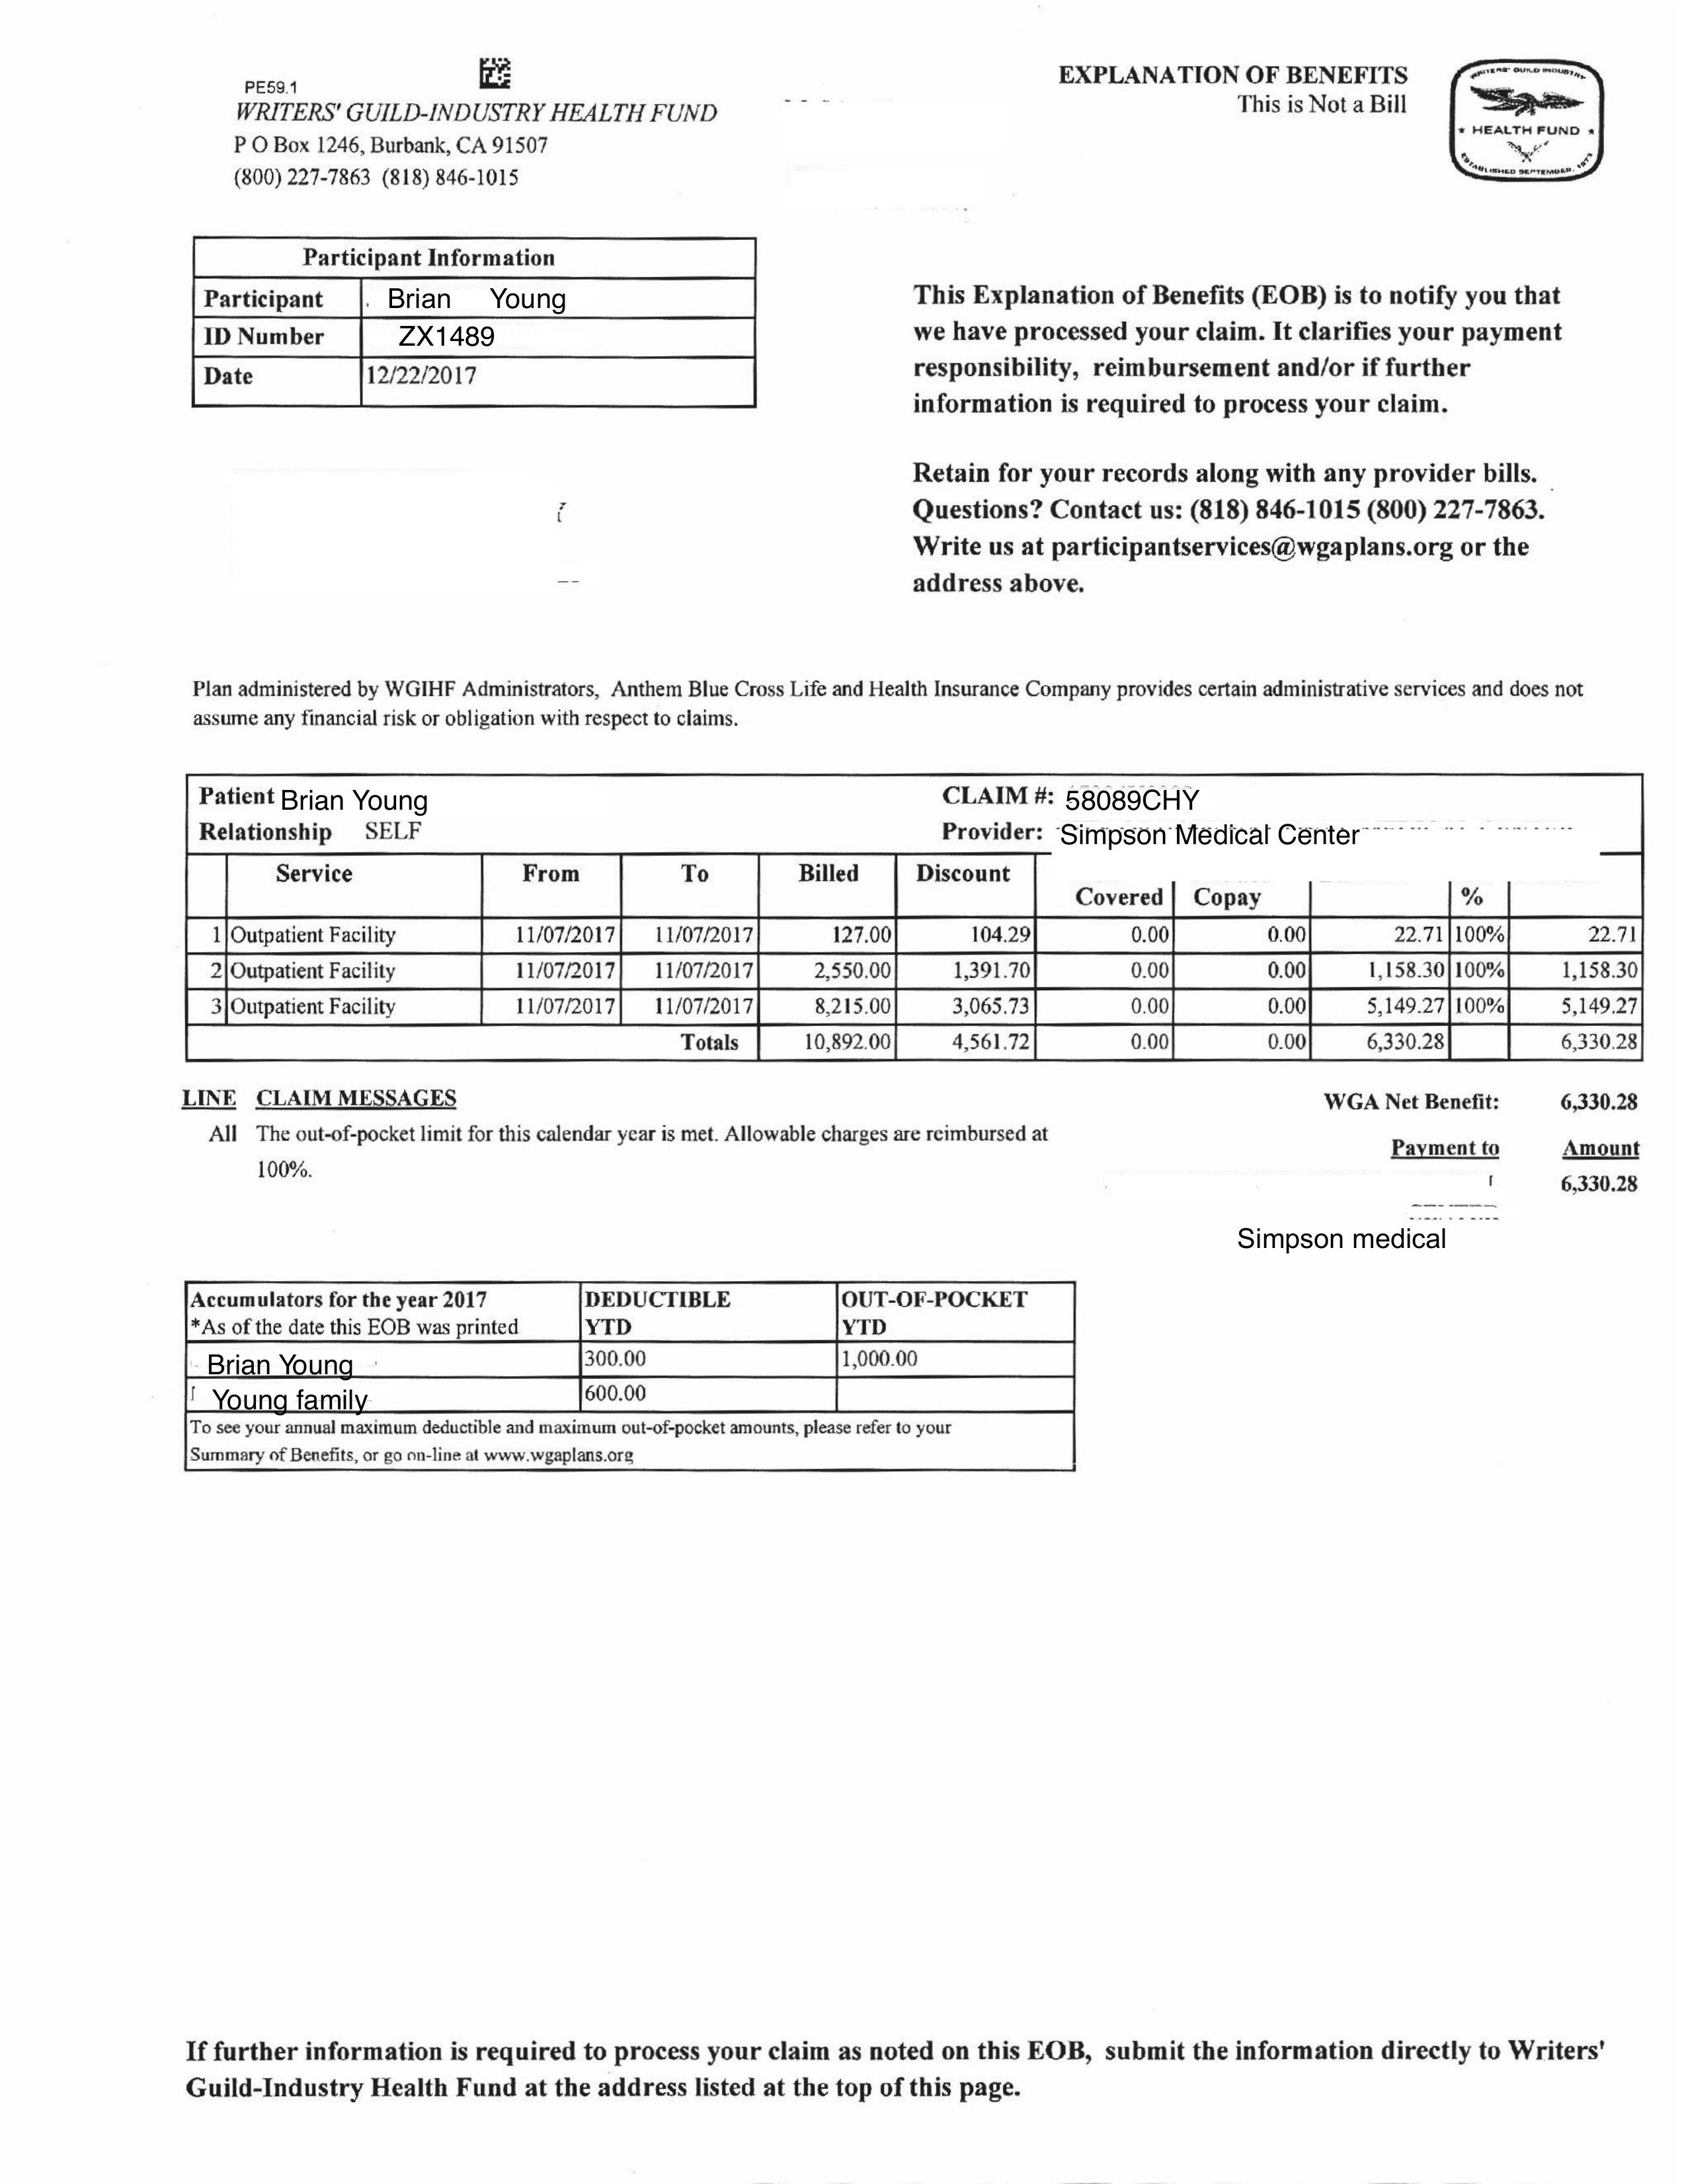 PE59.1
WRITERS' GUILD-INDUSTRY HEALTH FUND
P O Box 1246, Burbank, CA 91507
(800) 227-7863 (818) 846-1015
EXPLANATION OF BENEFITS
This is Not a Bill
WRITERS' GUILD INDUSTRY
★ HEALTH FUND ★
ESTABLISHED SEPTEMBER, 1973
Participant Information
Participant Brian Young
ID Number ZX1489
Date 12/22/2017
This Explanation of Benefits (EOB) is to notify you that
we have processed your claim. It clarifies your payment
responsibility, reimbursement and/or if further
information is required to process your claim.
Retain for your records along with any provider bills.
Questions? Contact us: (818) 846-1015 (800) 227-7863.
Write us at participantservices@wgaplans.org or the
address above.
Plan administered by WGIHF Administrators, Anthem Blue Cross Life and Health Insurance Company provides certain administrative services and does not
assume any financial risk or obligation with respect to claims.
Patient Brian Young CLAIM #: 58089CHY
Relationship SELF Provider: Simpson Medical Center
Service From To Billed Discount
Covered Copay %
1 Outpatient Facility 11/07/2017 11/07/2017 127.00 104.29 0.00 0.00 22.71 100% 22.71
2 Outpatient Facility 11/07/2017 11/07/2017 2,550.00 1,391.70 0.00 0.00 1,158.30 100% 1,158.30
3 Outpatient Facility 11/07/2017 11/07/2017 8,215.00 3,065.73 0.00 0.00 5,149.27 100% 5,149.27
Totals 10,892.00 4,561.72 0.00 0.00 6,330.28 6,330.28
LINE CLAIM MESSAGES
All The out-of-pocket limit for this calendar year is met. Allowable charges are reimbursed at
100%.
WGA Net Benefit: 6,330.28
Payment to Amount
6,330.28
Simpson medical
Accumulators for the year 2017 DEDUCTIBLE OUT-OF-POCKET
*As of the date this EOB was printed YTD YTD
Brian Young 300.00 1,000.00
Young family 600.00
To see your annual maximum deductible and maximum out-of-pocket amounts, please refer to your
Summary of Benefits, or go on-line at www.wgaplans.org
If further information is required to process your claim as noted on this EOB, submit the information directly to Writers'
Guild-Industry Health Fund at the address listed at the top of this page.